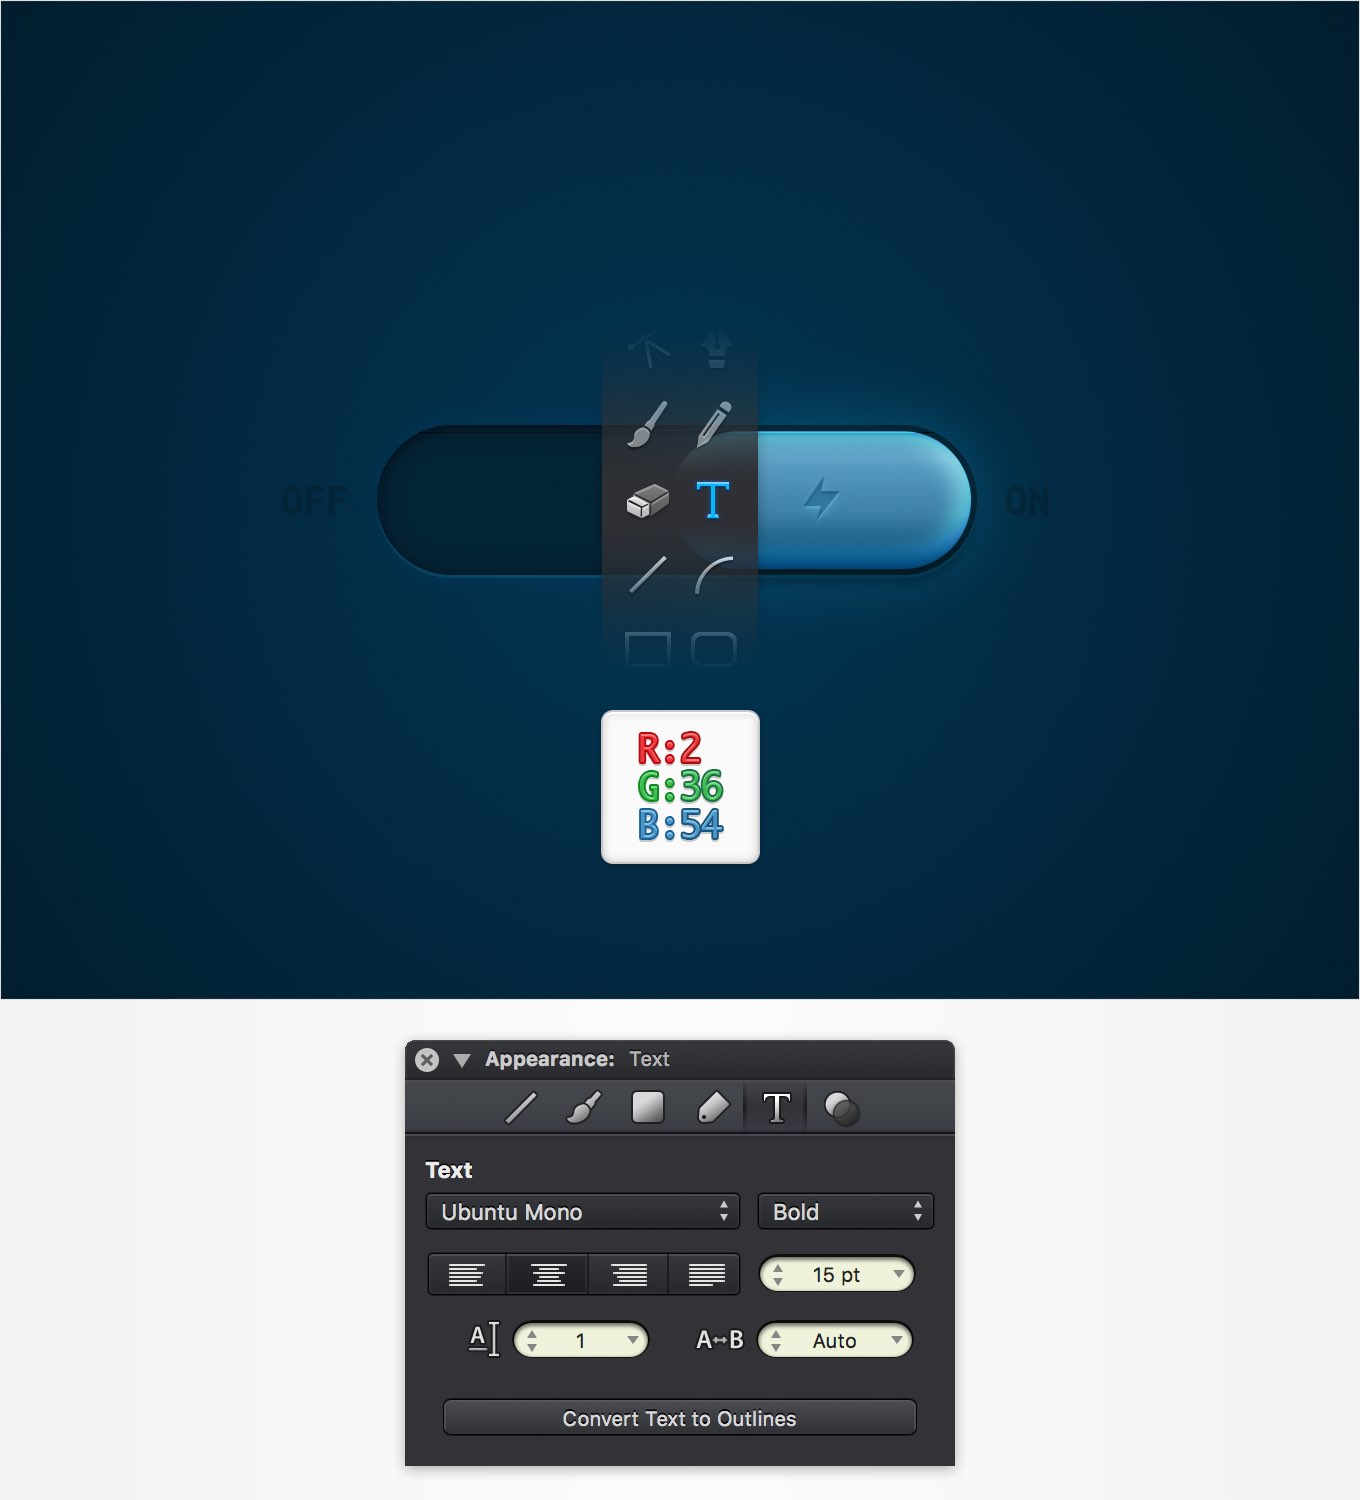 OFF
ON
T
R:2
G:36
B:54
Appearance: Text
T
Text
Ubuntu Mono
Bold
15 pt
A
1
A↔B
Auto
Convert Text to Outlines